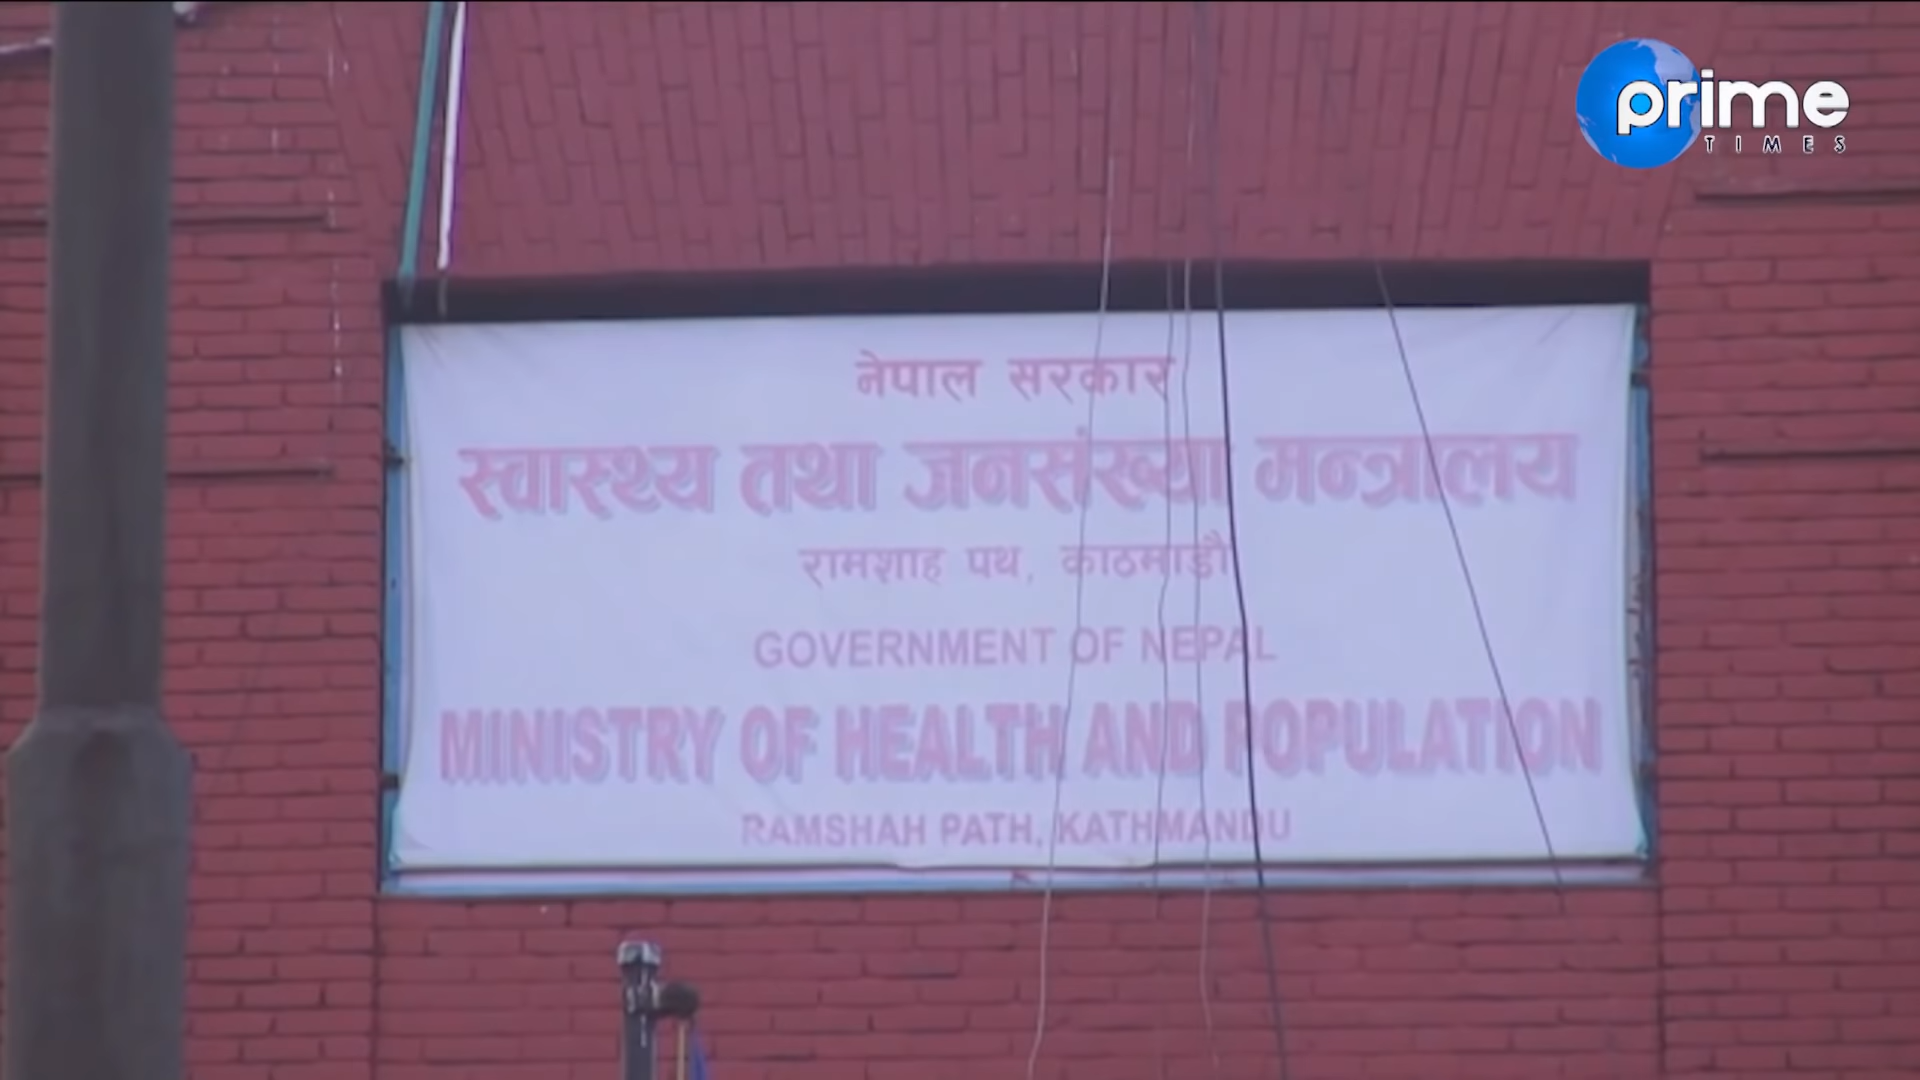 prime
TIMES
नेपाल सरकार
स्वास्थ्य तथा जनसंख्या मन्त्रालय
रामशाह पथ, काठमाडौं
GOVERNMENT OF NEPAL
MINISTRY OF HEALTH AND POPULATION
RAMSHAH PATH, KATHMANDU